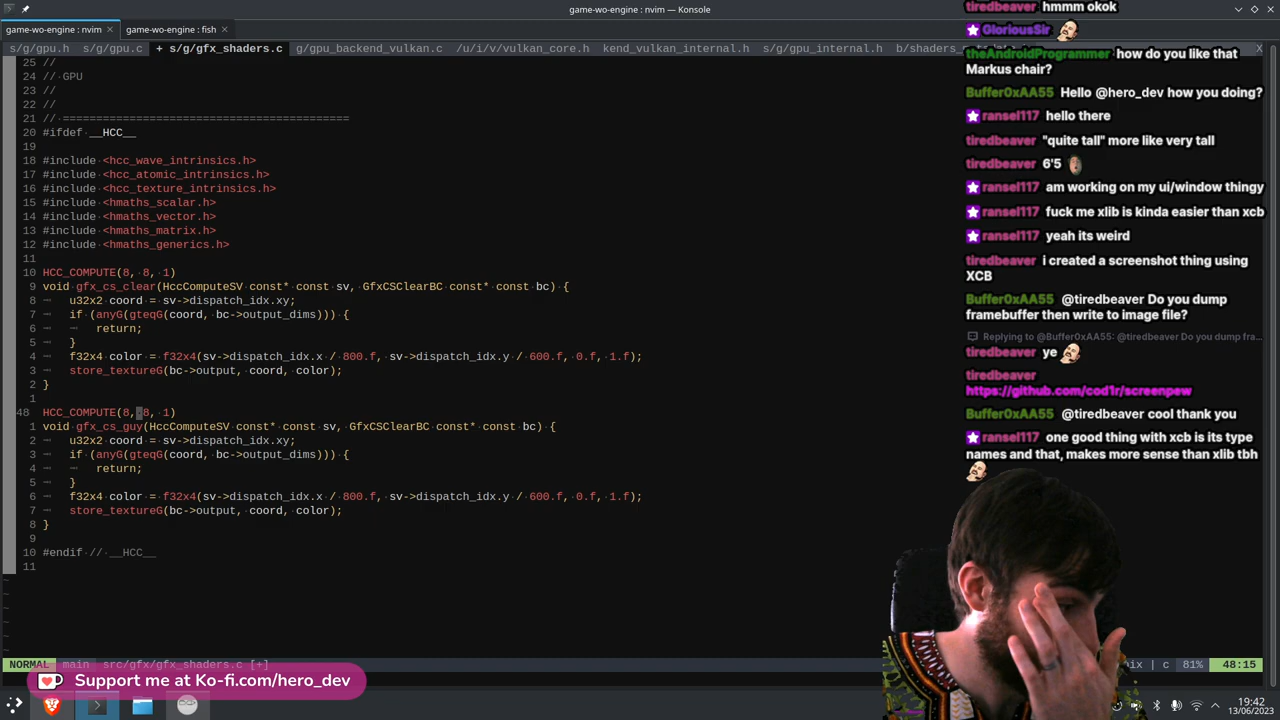 game-wo-engine : nvim — Konsole
game-wo-engine : nvim
game-wo-engine : fish
s/g/gpu.h s/g/gpu.c + s/g/gfx_shaders.c g/gpu_backend_vulkan.c /u/i/v/vulkan_core.h kend_vulkan_internal.h s/g/gpu_internal.h X
25 //
24 // GPU
23 //
22 //
21 // ===========================================
20 #ifdef __HCC__
19
18 #include <hcc_wave_intrinsics.h>
17 #include <hcc_atomic_intrinsics.h>
16 #include <hcc_texture_intrinsics.h>
15 #include <hmaths_scalar.h>
14 #include <hmaths_vector.h>
13 #include <hmaths_matrix.h>
12 #include <hmaths_generics.h>
11
10 HCC_COMPUTE(8, 8, 1)
9 void gfx_cs_clear(HccComputeSV const* const sv, GfxCSClearBC const* const bc) {
8 u32x2 coord = sv->dispatch_idx.xy;
7 if (anyG(gteqG(coord, bc->output_dims))) {
6 return;
5 }
4 f32x4 color = f32x4(sv->dispatch_idx.x / 800.f, sv->dispatch_idx.y / 600.f, 0.f, 1.f);
3 store_textureG(bc->output, coord, color);
2 }
1
48 HCC_COMPUTE(8, 8, 1)
1 void gfx_cs_guy(HccComputeSV const* const sv, GfxCSClearBC const* const bc) {
2 u32x2 coord = sv->dispatch_idx.xy;
3 if (anyG(gteqG(coord, bc->output_dims))) {
4 return;
5 }
6 f32x4 color = f32x4(sv->dispatch_idx.x / 800.f, sv->dispatch_idx.y / 600.f, 0.f, 1.f);
7 store_textureG(bc->output, coord, color);
8 }
9
10 #endif // __HCC__
11
NORMAL main src/gfx/gfx_shaders.c [+] | c 81% 48:15
Support me at Ko-fi.com/hero_dev
19:42
13/06/2023
tiredbeaver hmmm okok
GloriousSir
theAndroidProgrammer how do you like that
Markus chair?
Buffer0xAA55 Hello @hero_dev how you doing?
ransel117 hello there
tiredbeaver "quite tall" more like very tall
tiredbeaver 6'5
ransel117 am working on my ui/window thingy
ransel117 fuck me xlib is kinda easier than xcb
ransel117 yeah its weird
tiredbeaver i created a screenshot thing using
XCB
Buffer0xAA55 @tiredbeaver Do you dump
framebuffer then write to image file?
Replying to @Buffer0xAA55: @tiredbeaver Do you dump fra...
tiredbeaver ye
tiredbeaver
https://github.com/cod1r/screenpew
Buffer0xAA55 @tiredbeaver cool thank you
ransel117 one good thing with xcb is its type
names and that, makes more sense than xlib tbh